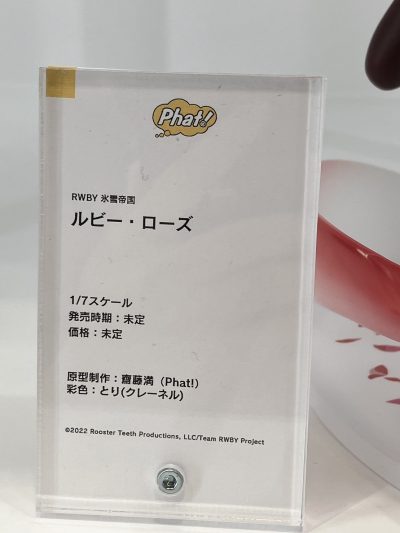 Phat!
RWBY 氷雪帝国
ルビー・ローズ
1/7スケール
発売時期：未定
価格：未定
原型制作：齋藤満（Phat!）
彩色：とり(クレーネル)
©2022 Rooster Teeth Productions, LLC/Team RWBY Project